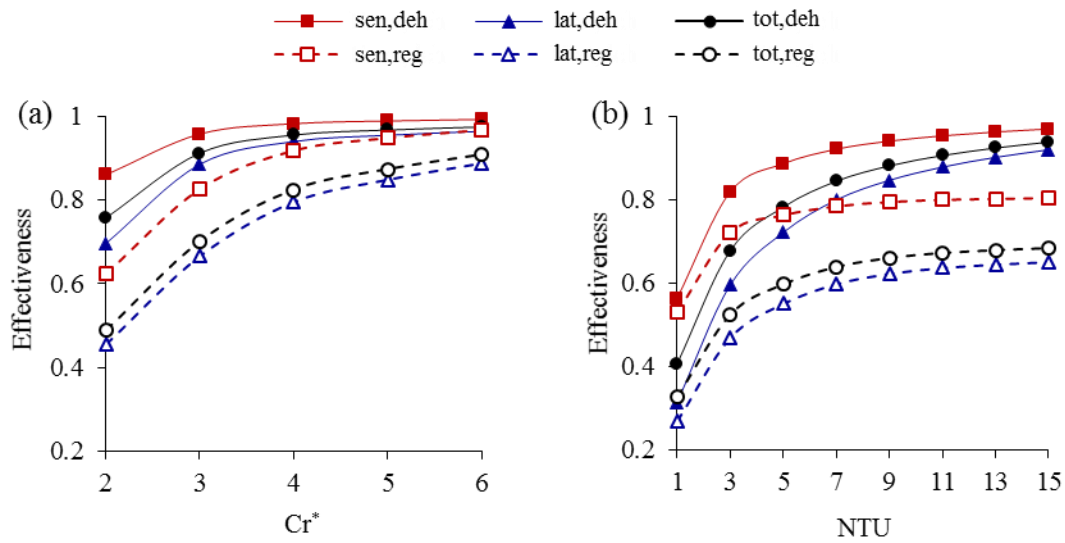 sen,deh lat,deh tot,deh
sen,reg lat,reg tot,reg
(a)
Effectiveness
1
0.8
0.6
0.4
0.2
2 3 4 5 6
Cr*
(b)
Effectiveness
1
0.8
0.6
0.4
0.2
1 3 5 7 9 11 13 15
NTU